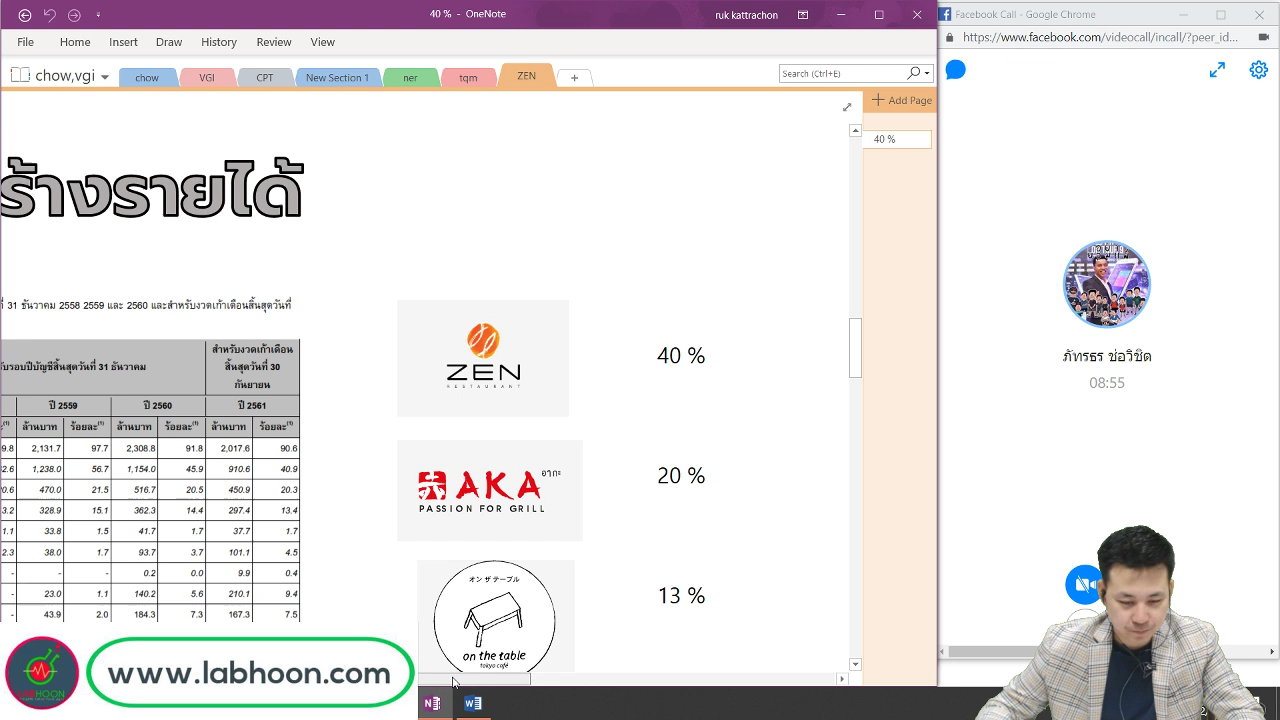 40 % - OneNote
ruk kattrachon
File Home Insert Draw History Review View
chow,vgi
chow VGI CPT New Section 1 ner tqm ZEN
Search (Ctrl+E)
Add Page
40 %
ร้างรายได้
31 ธันวาคม 2558 2559 และ 2560 และสำหรับงวดเก้าเดือนสิ้นสุดวันที่
รอบปีบัญชีสิ้นสุดวันที่ 31 ธันวาคม
สำหรับงวดเก้าเดือน
สิ้นสุดวันที่ 30
กันยายน
ปี 2559 ปี 2560 ปี 2561
ล้านบาท ร้อยละ(1) ล้านบาท ร้อยละ(1) ล้านบาท ร้อยละ(1)
9.8 2,131.7 97.7 2,308.8 91.8 2,017.6 90.6
2.6 1,238.0 56.7 1,154.0 45.9 910.6 40.9
0.6 470.0 21.5 516.7 20.5 450.9 20.3
3.2 328.9 15.1 362.3 14.4 297.4 13.4
1.1 33.8 1.5 41.7 1.7 37.7 1.7
2.3 38.0 1.7 93.7 3.7 101.1 4.5
- - - 0.2 0.0 9.9 0.4
- 23.0 1.1 140.2 5.6 210.1 9.4
- 43.9 2.0 184.3 7.3 167.3 7.5
ZEN
RESTAURANT
40 %
AKA อากะ
PASSION FOR GRILL
20 %
オン ザ テーブル
on the table
tokyo café
13 %
LABHOON
www.labhoon.com
Facebook Call - Google Chrome
https://www.facebook.com/videocall/incall/?peer_id...
ภัทรธร ช่อวิชิต
08:55